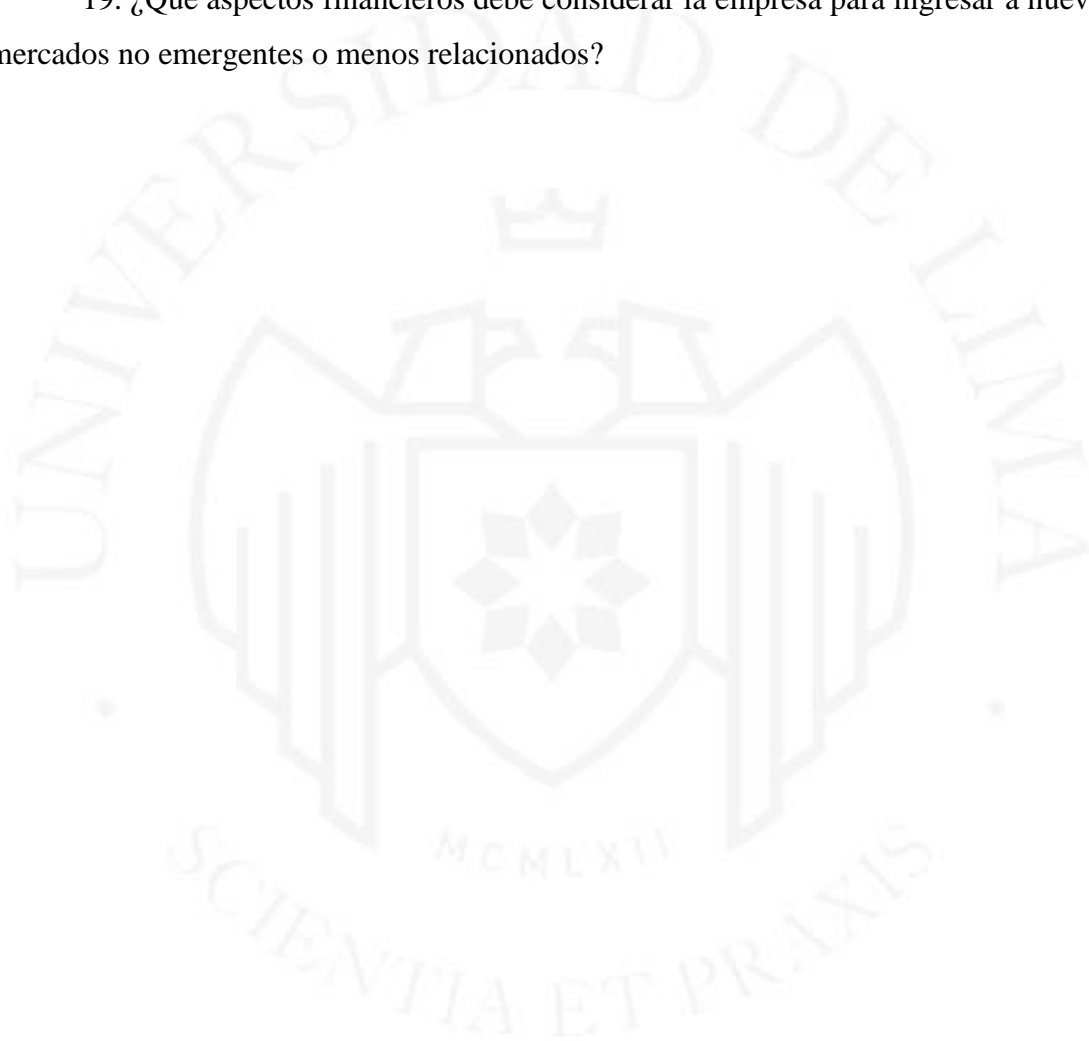 19. ¿Qué aspectos financieros debe considerar la empresa para ingresar a
mercados no emergentes o menos relacionados?
UNIVERSIDAD DE LIMA
MCMLXII
SCIENTIA ET PRAXIS